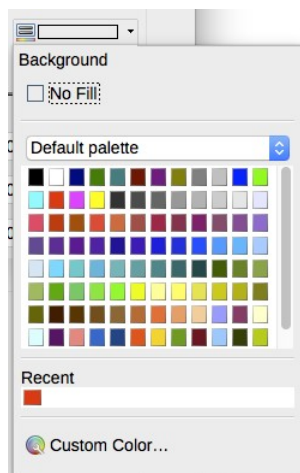 Background
No Fill
Default palette
Recent
Custom Color...